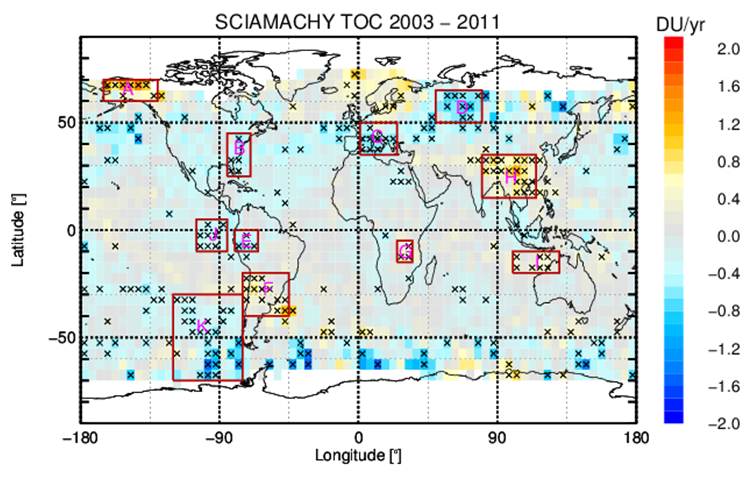 SCIAMACHY TOC 2003 − 2011
DU/yr
2.0
1.6
1.2
0.8
0.4
0.0
−0.4
−0.8
−1.2
−1.6
−2.0
50
0
−50
Latitude [°]
A
B
C
D
H
J
E
G
I
F
K
−180
−90
0
90
180
Longitude [°]